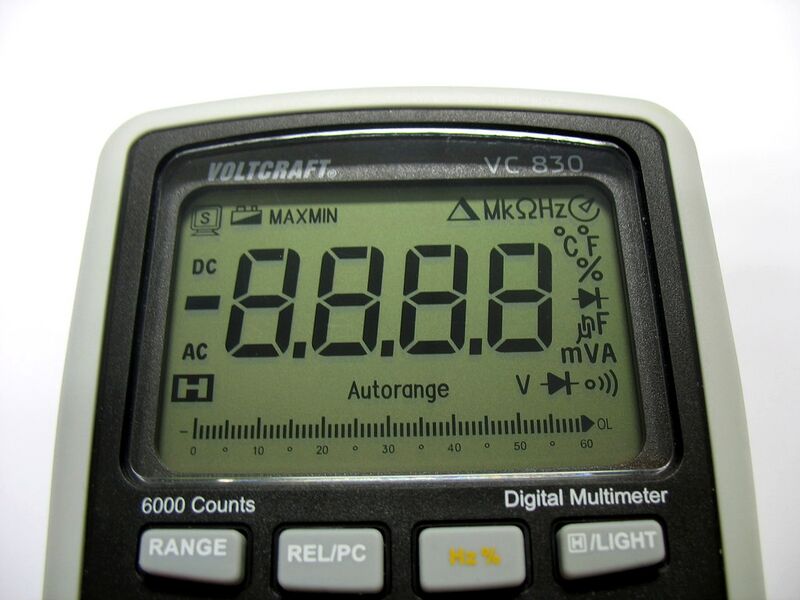 VOLTCRAFT® VC 830
S MAXMIN Δ MkΩHz
°C °F
%
DC
-8.8.8.8
nF
AC mVA
H Autorange V
– OL
0 10 20 30 40 50 60
6000 Counts Digital Multimeter
RANGE REL/PC Hz % H/LIGHT